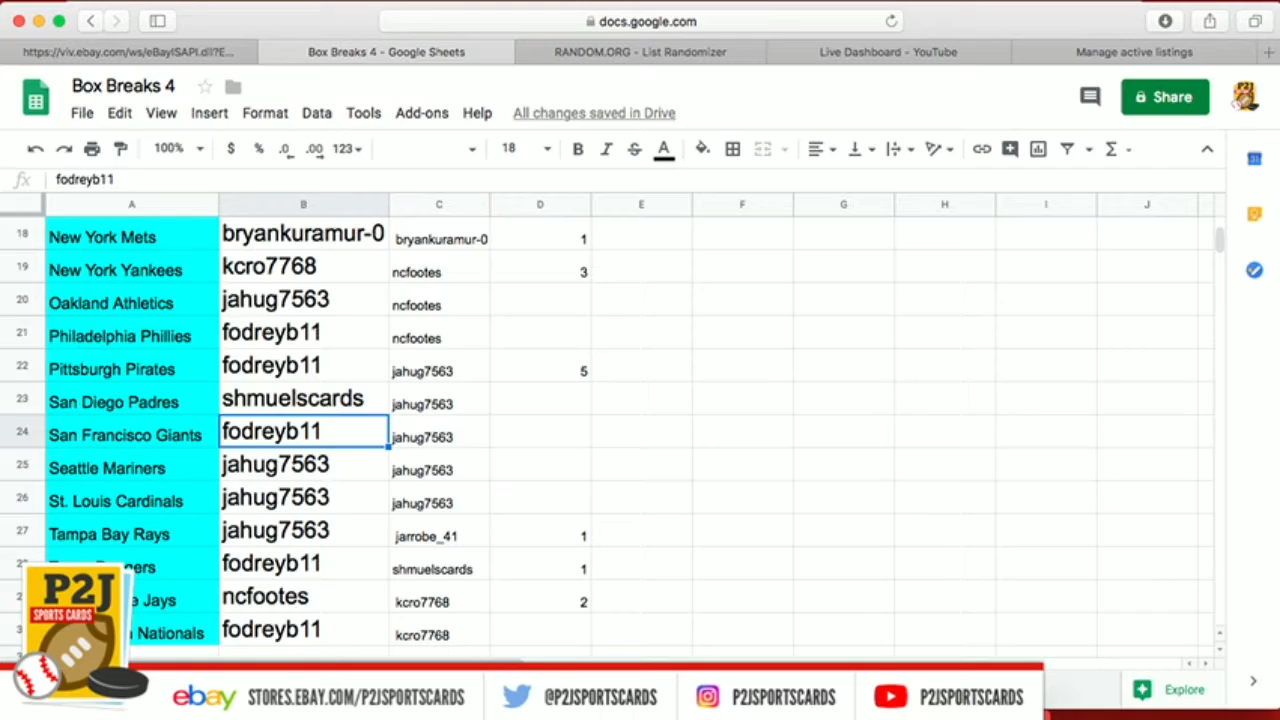 docs.google.com
https://viv.ebay.com/ws/eBayISAPI.dll?E...
Box Breaks 4 - Google Sheets
RANDOM.ORG - List Randomizer
Live Dashboard - YouTube
Manage active listings
Box Breaks 4
File Edit View Insert Format Data Tools Add-ons Help All changes saved in Drive
Share
100% $ % .0 .00 123 18 B I S A
fx fodreyb11
A B C D E F G H I J
18 New York Mets bryankuramur-0 bryankuramur-0 1
19 New York Yankees kcro7768 ncfootes 3
20 Oakland Athletics jahug7563 ncfootes
21 Philadelphia Phillies fodreyb11 ncfootes
22 Pittsburgh Pirates fodreyb11 jahug7563 5
23 San Diego Padres shmuelscards jahug7563
24 San Francisco Giants fodreyb11 jahug7563
25 Seattle Mariners jahug7563 jahug7563
26 St. Louis Cardinals jahug7563 jahug7563
27 Tampa Bay Rays jahug7563 jarrobe_41 1
fodreyb11 shmuelscards 1
Jays ncfootes kcro7768 2
Nationals fodreyb11 kcro7768
P2J
SPORTS CARDS
ebay STORES.EBAY.COM/P2JSPORTSCARDS
@P2JSPORTSCARDS
P2JSPORTSCARDS
P2JSPORTSCARDS
Explore